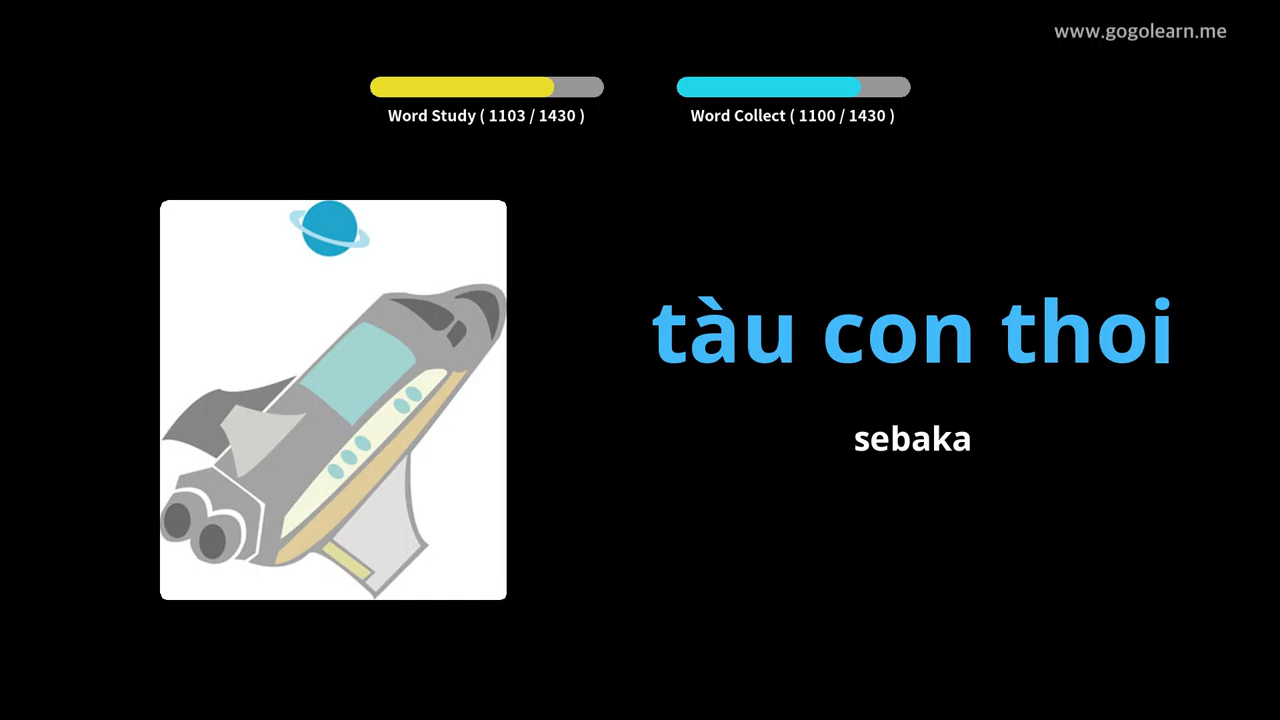 www.gogolearn.me
Word Study ( 1103 / 1430 )
Word Collect ( 1100 / 1430 )
tàu con thoi
sebaka